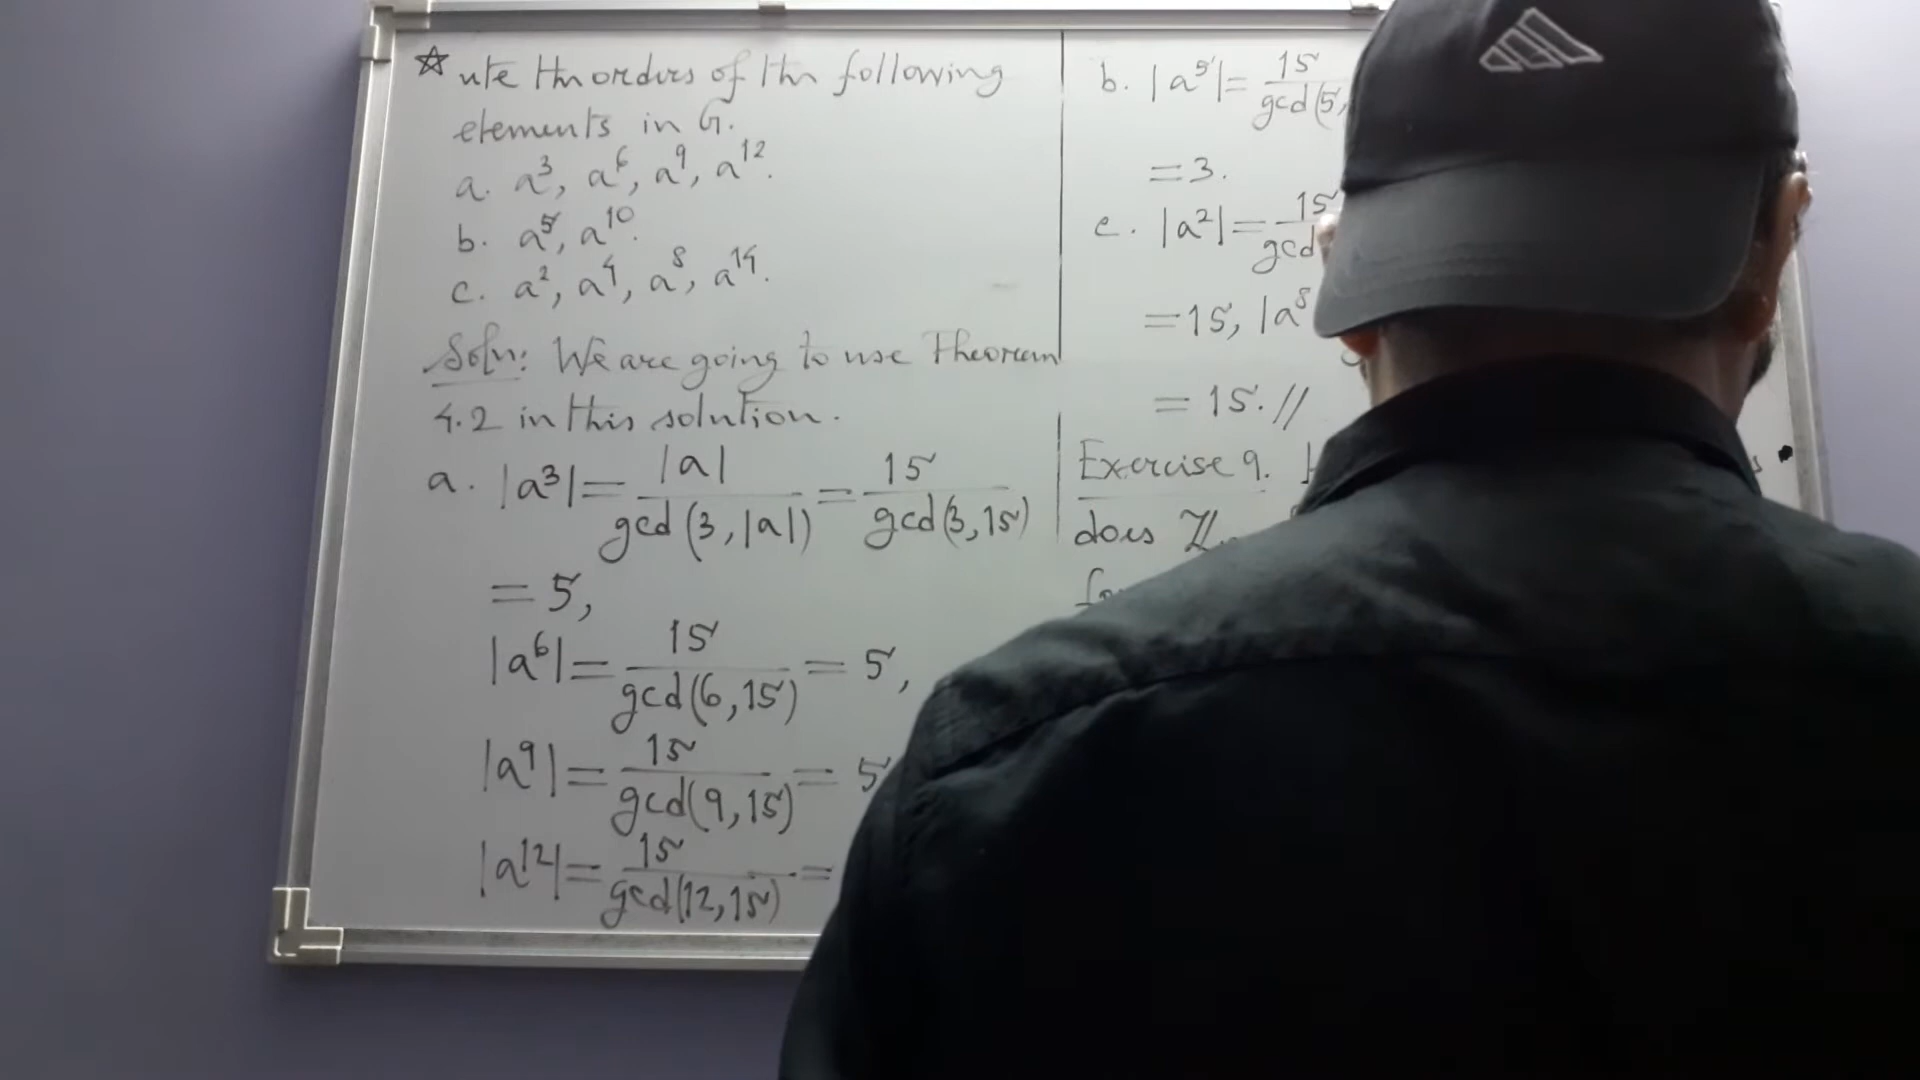 ☆ ute the orders of the following
elements in G.
a. a³, a⁶, a⁹, a¹².
b. a⁵, a¹⁰.
c. a², a⁴, a⁸, a¹⁴.
Soln: We are going to use Theorem
4.2 in this solution.
a. |a³| = |a| / gcd(3, |a|) = 15 / gcd(3, 15)
= 5,
|a⁶| = 15 / gcd(6, 15) = 5,
|a⁹| = 15 / gcd(9, 15) = 5
|a¹²| = 15 / gcd(12, 15) =
b. |a⁵| = 15 / gcd(5,
= 3.
c. |a²| = 15 / gcd
= 15, |a⁸
= 15. //
Exercise 9.
does ℤ